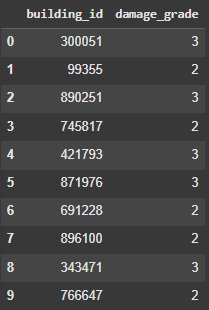 building_id damage_grade
0 300051 3
1 99355 2
2 890251 3
3 745817 2
4 421793 3
5 871976 3
6 691228 2
7 896100 2
8 343471 3
9 766647 2